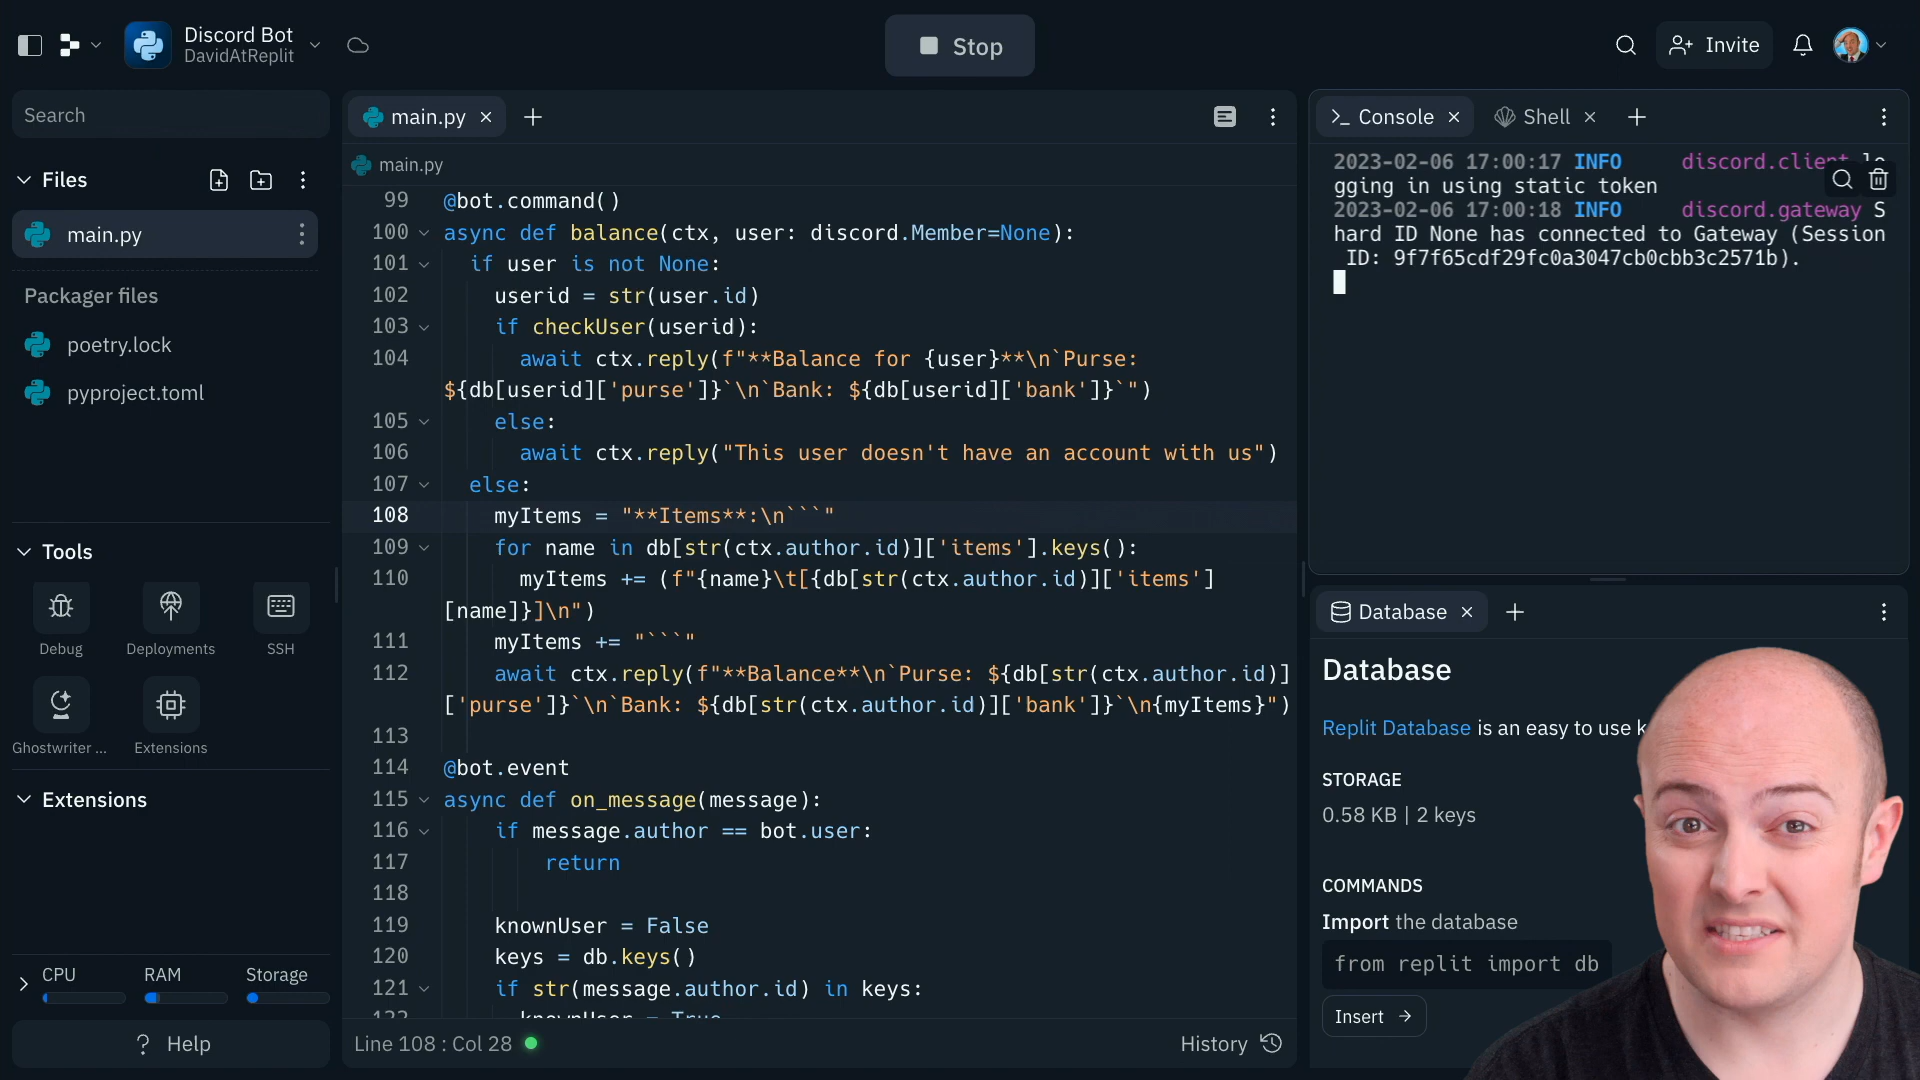 Discord Bot
DavidAtReplit
Stop
Invite
Search
Files
main.py
Packager files
poetry.lock
pyproject.toml
Tools
Debug
Deployments
SSH
Ghostwriter ...
Extensions
Extensions
CPU
RAM
Storage
? Help
main.py
main.py
99 @bot.command()
100 async def balance(ctx, user: discord.Member=None):
101 if user is not None:
102 userid = str(user.id)
103 if checkUser(userid):
104 await ctx.reply(f"**Balance for {user}**\n`Purse:
${db[userid]['purse']}`\n`Bank: ${db[userid]['bank']}`")
105 else:
106 await ctx.reply("This user doesn't have an account with us")
107 else:
108 myItems = "**Items**:\n```"
109 for name in db[str(ctx.author.id)]['items'].keys():
110 myItems += (f"{name}\t[{db[str(ctx.author.id)]['items']
[name]}]\n")
111 myItems += "```"
112 await ctx.reply(f"**Balance**\n`Purse: ${db[str(ctx.author.id)]
['purse']}`\n`Bank: ${db[str(ctx.author.id)]['bank']}`\n{myItems}")
113
114 @bot.event
115 async def on_message(message):
116 if message.author == bot.user:
117 return
118
119 knownUser = False
120 keys = db.keys()
121 if str(message.author.id) in keys:
122 knownUser = True
Line 108 : Col 28
History
Console
Shell
2023-02-06 17:00:17 INFO discord.client lo
gging in using static token
2023-02-06 17:00:18 INFO discord.gateway S
hard ID None has connected to Gateway (Session
ID: 9f7f65cdf29fc0a3047cb0cbb3c2571b).
Database
Database
Replit Database is an easy to use k
STORAGE
0.58 KB | 2 keys
COMMANDS
Import the database
from replit import db
Insert →